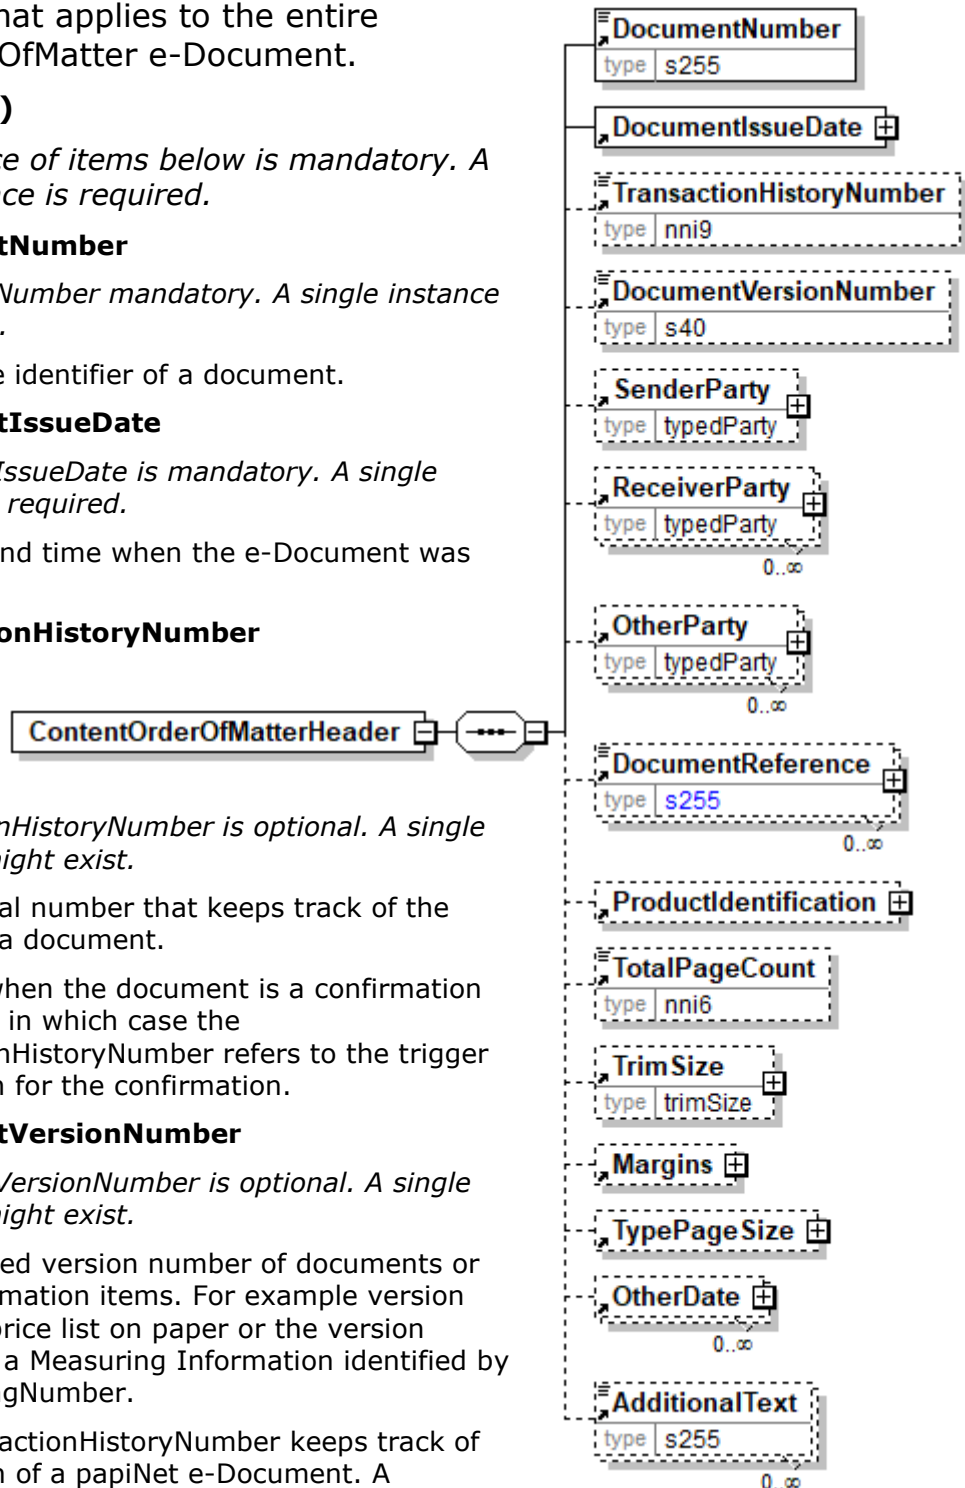 hat applies to the entire
OfMatter e-Document.
)
ce of items below is mandatory. A
nce is required.
tNumber
Number mandatory. A single instance
.
e identifier of a document.
tIssueDate
IssueDate is mandatory. A single
required.
nd time when the e-Document was
onHistoryNumber
nHistoryNumber is optional. A single
ight exist.
al number that keeps track of the
a document.
when the document is a confirmation
in which case the
nHistoryNumber refers to the trigger
n for the confirmation.
tVersionNumber
VersionNumber is optional. A single
ight exist.
ed version number of documents or
rmation items. For example version
price list on paper or the version
a Measuring Information identified by
ngNumber.
actionHistoryNumber keeps track of
n of a papiNet e-Document. A
ContentOrderOfMatterHeader
DocumentNumber
type s255
DocumentIssueDate
TransactionHistoryNumber
type nni9
DocumentVersionNumber
type s40
SenderParty
type typedParty
ReceiverParty
type typedParty
0..∞
OtherParty
type typedParty
0..∞
DocumentReference
type s255
0..∞
ProductIdentification
TotalPageCount
type nni6
TrimSize
type trimSize
Margins
TypePageSize
OtherDate
0..∞
AdditionalText
type s255
0..∞